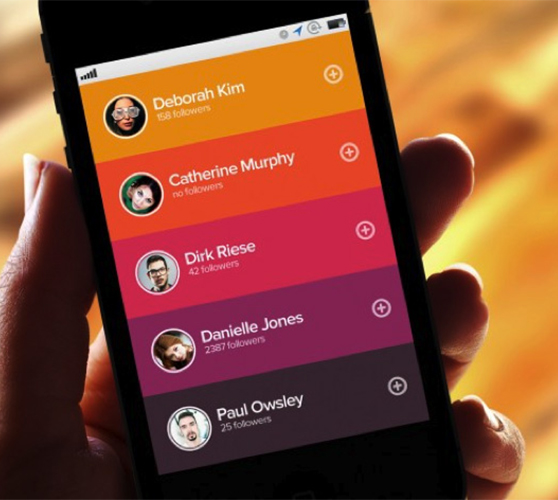 Deborah Kim
158 followers
Catherine Murphy
no followers
Dirk Riese
42 followers
Danielle Jones
2387 followers
Paul Owsley
25 followers